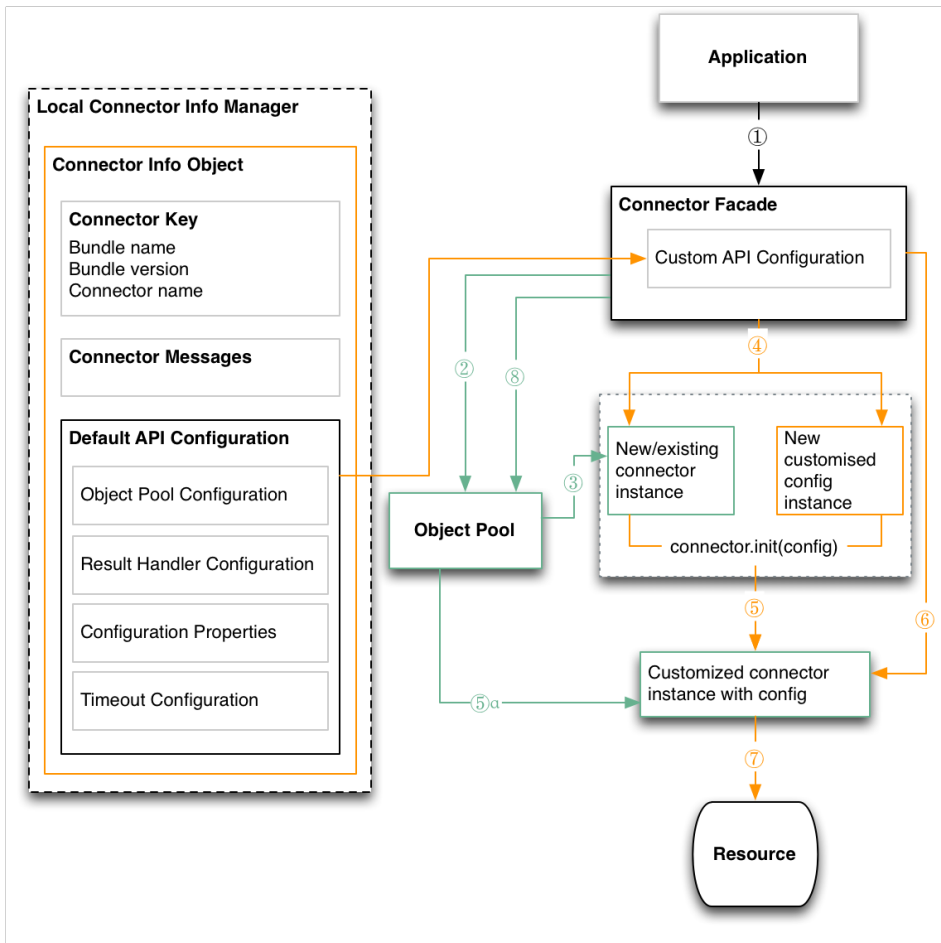 Application
Local Connector Info Manager
①
Connector Info Object
Connector Facade
Connector Key
Bundle name
Bundle version
Connector name
Custom API Configuration
Connector Messages
④
②
⑧
Default API Configuration
New/existing
connector
instance
New
customised
config
instance
③
Object Pool Configuration
Object Pool
connector.init(config)
Result Handler Configuration
⑤
⑥
Configuration Properties
Customized connector
instance with config
Timeout Configuration
⑤a
⑦
Resource